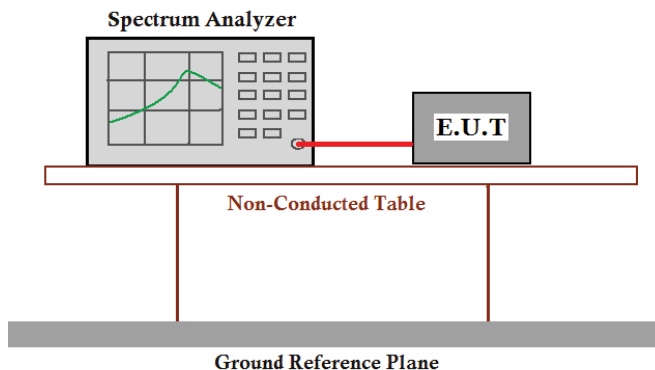 Spectrum Analyzer
E.U.T
Non-Conducted Table
Ground Reference Plane